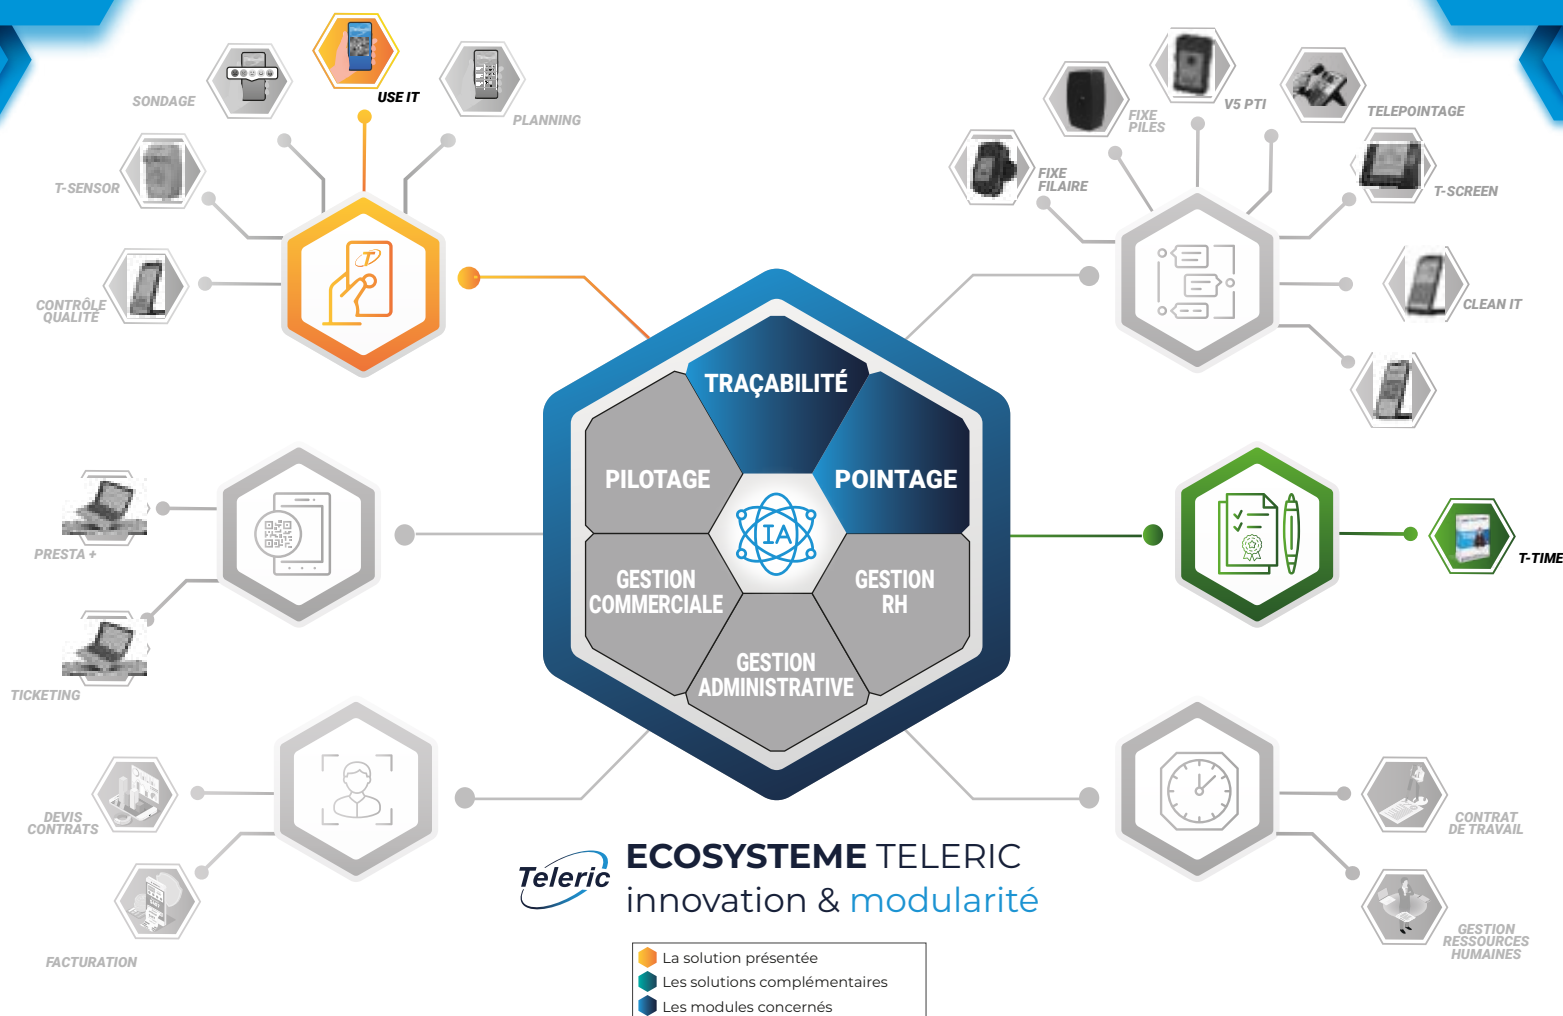 SONDAGE
USE IT
PLANNING
T-SENSOR
CONTRÔLE
QUALITÉ
FIXE
PILES
V5 PTI
TELEPOINTAGE
FIXE
FILAIRE
T-SCREEN
CLEAN IT
T
TRAÇABILITÉ
PILOTAGE
POINTAGE
IA
GESTION
COMMERCIALE
GESTION
RH
GESTION
ADMINISTRATIVE
PRESTA +
TICKETING
T-TIME
DEVIS
CONTRATS
FACTURATION
CONTRAT
DE TRAVAIL
GESTION
RESSOURCES
HUMAINES
Teleric
ECOSYSTEME TELERIC
innovation & modularité
La solution présentée
Les solutions complémentaires
Les modules concernés